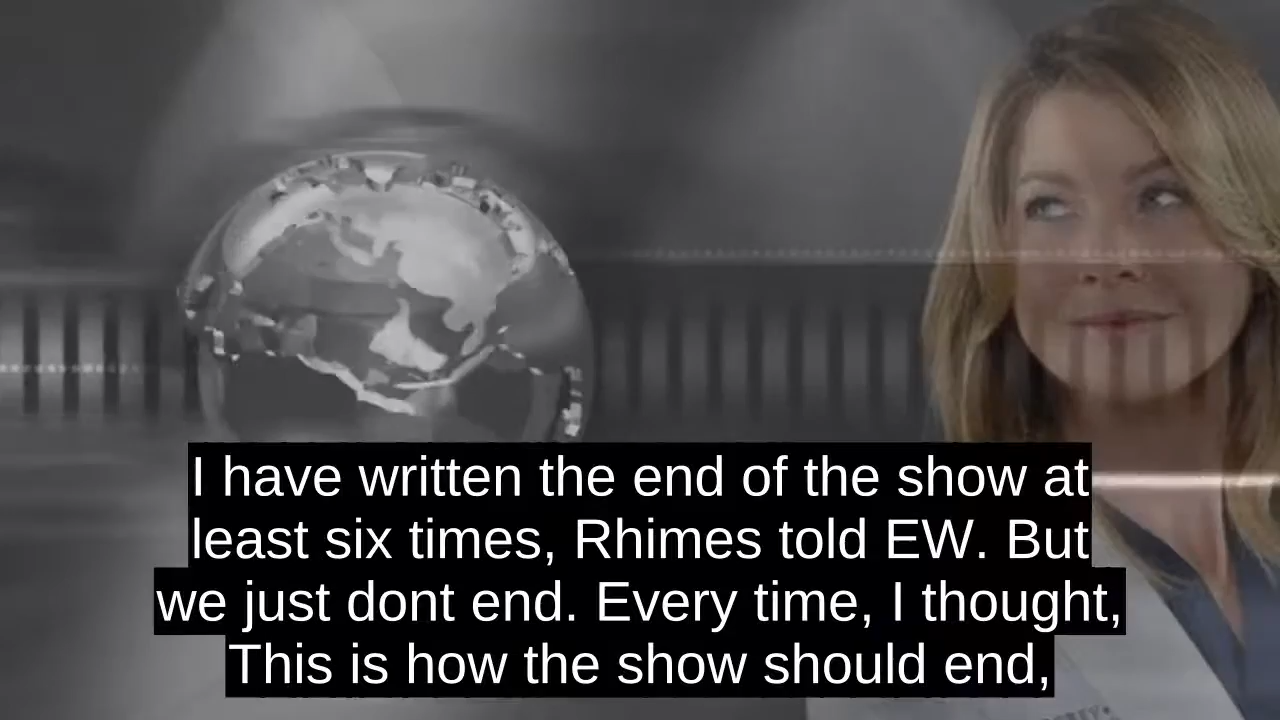 I have written the end of the show at
least six times, Rhimes told EW. But
we just dont end. Every time, I thought,
This is how the show should end,